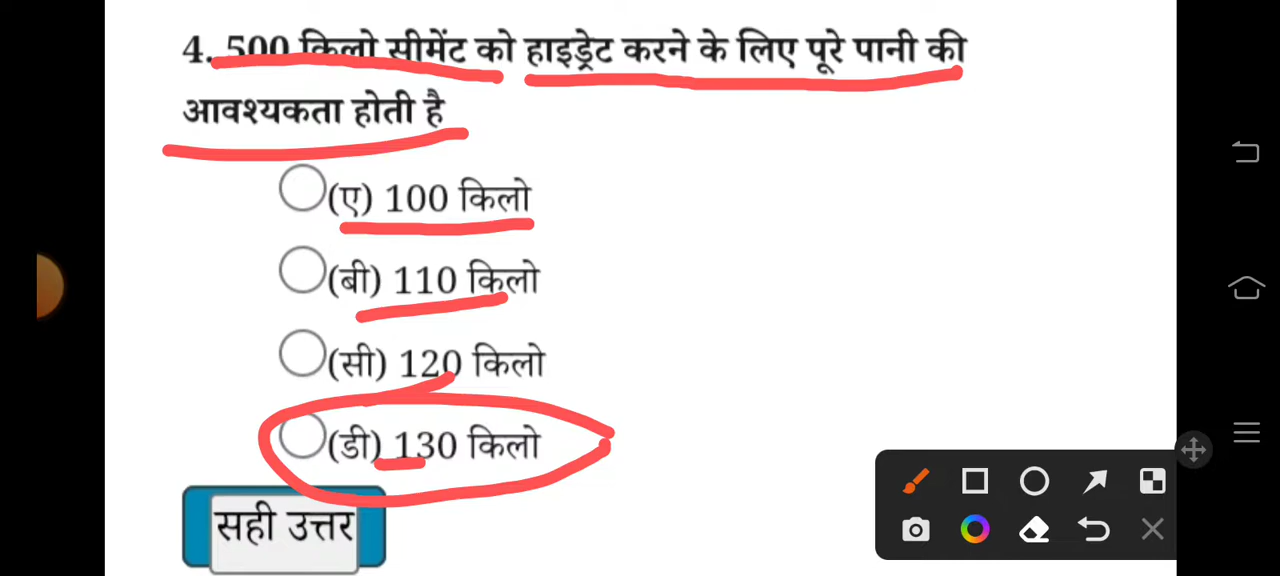 4. 500 किलो सीमेंट को हाइड्रेट करने के लिए पूरे पानी की
आवश्यकता होती है
(ए) 100 किलो
(बी) 110 किलो
(सी) 120 किलो
(डी) 130 किलो
सही उत्तर